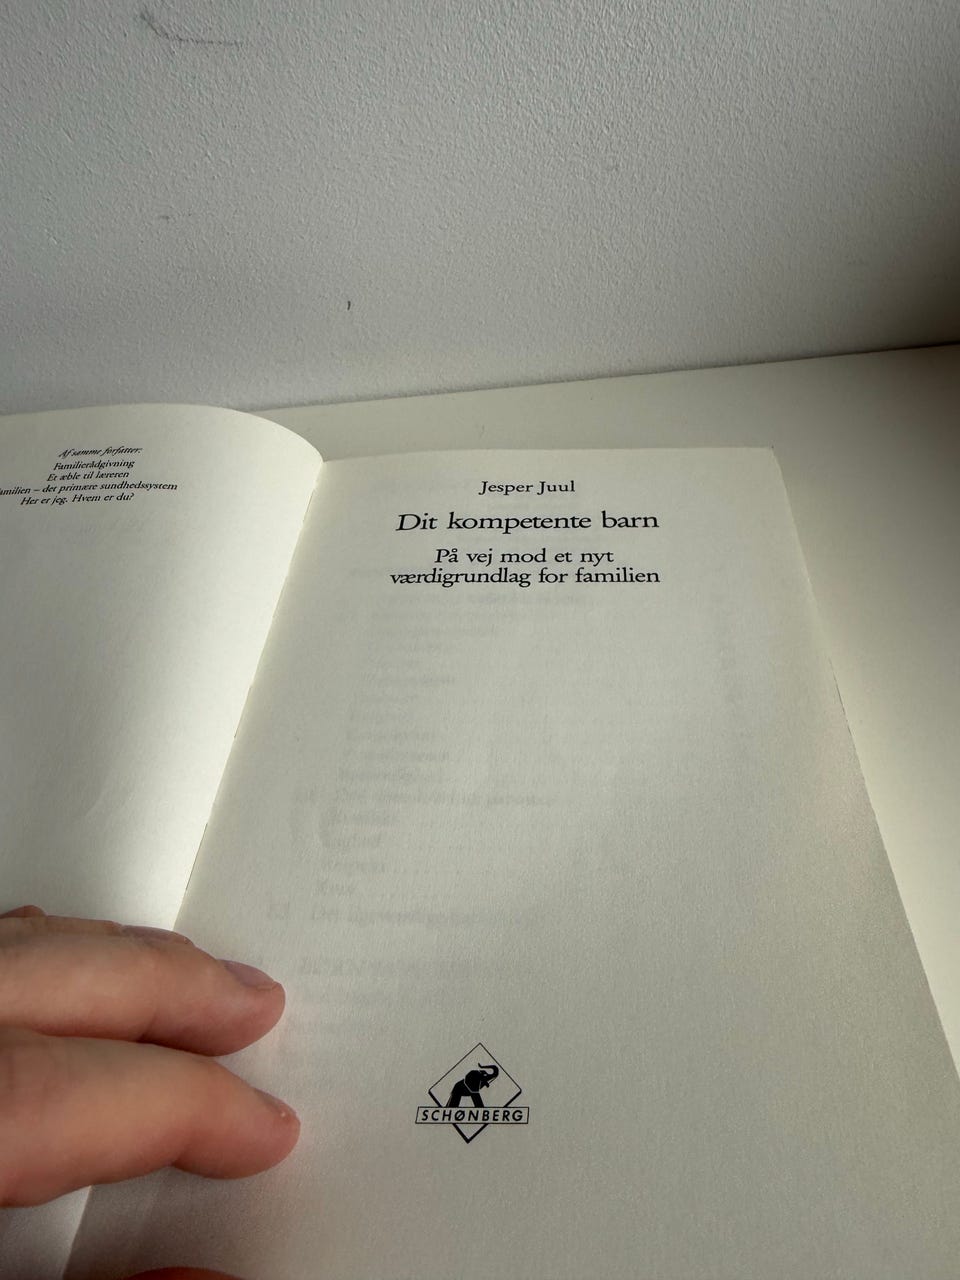 Af samme forfatter:
Familierådgivning
Et æble til læreren
amilien – det primære sundhedssystem
Her er jeg. Hvem er du?
Jesper Juul
Dit kompetente barn
På vej mod et nyt
værdigrundlag for familien
SCHØNBERG